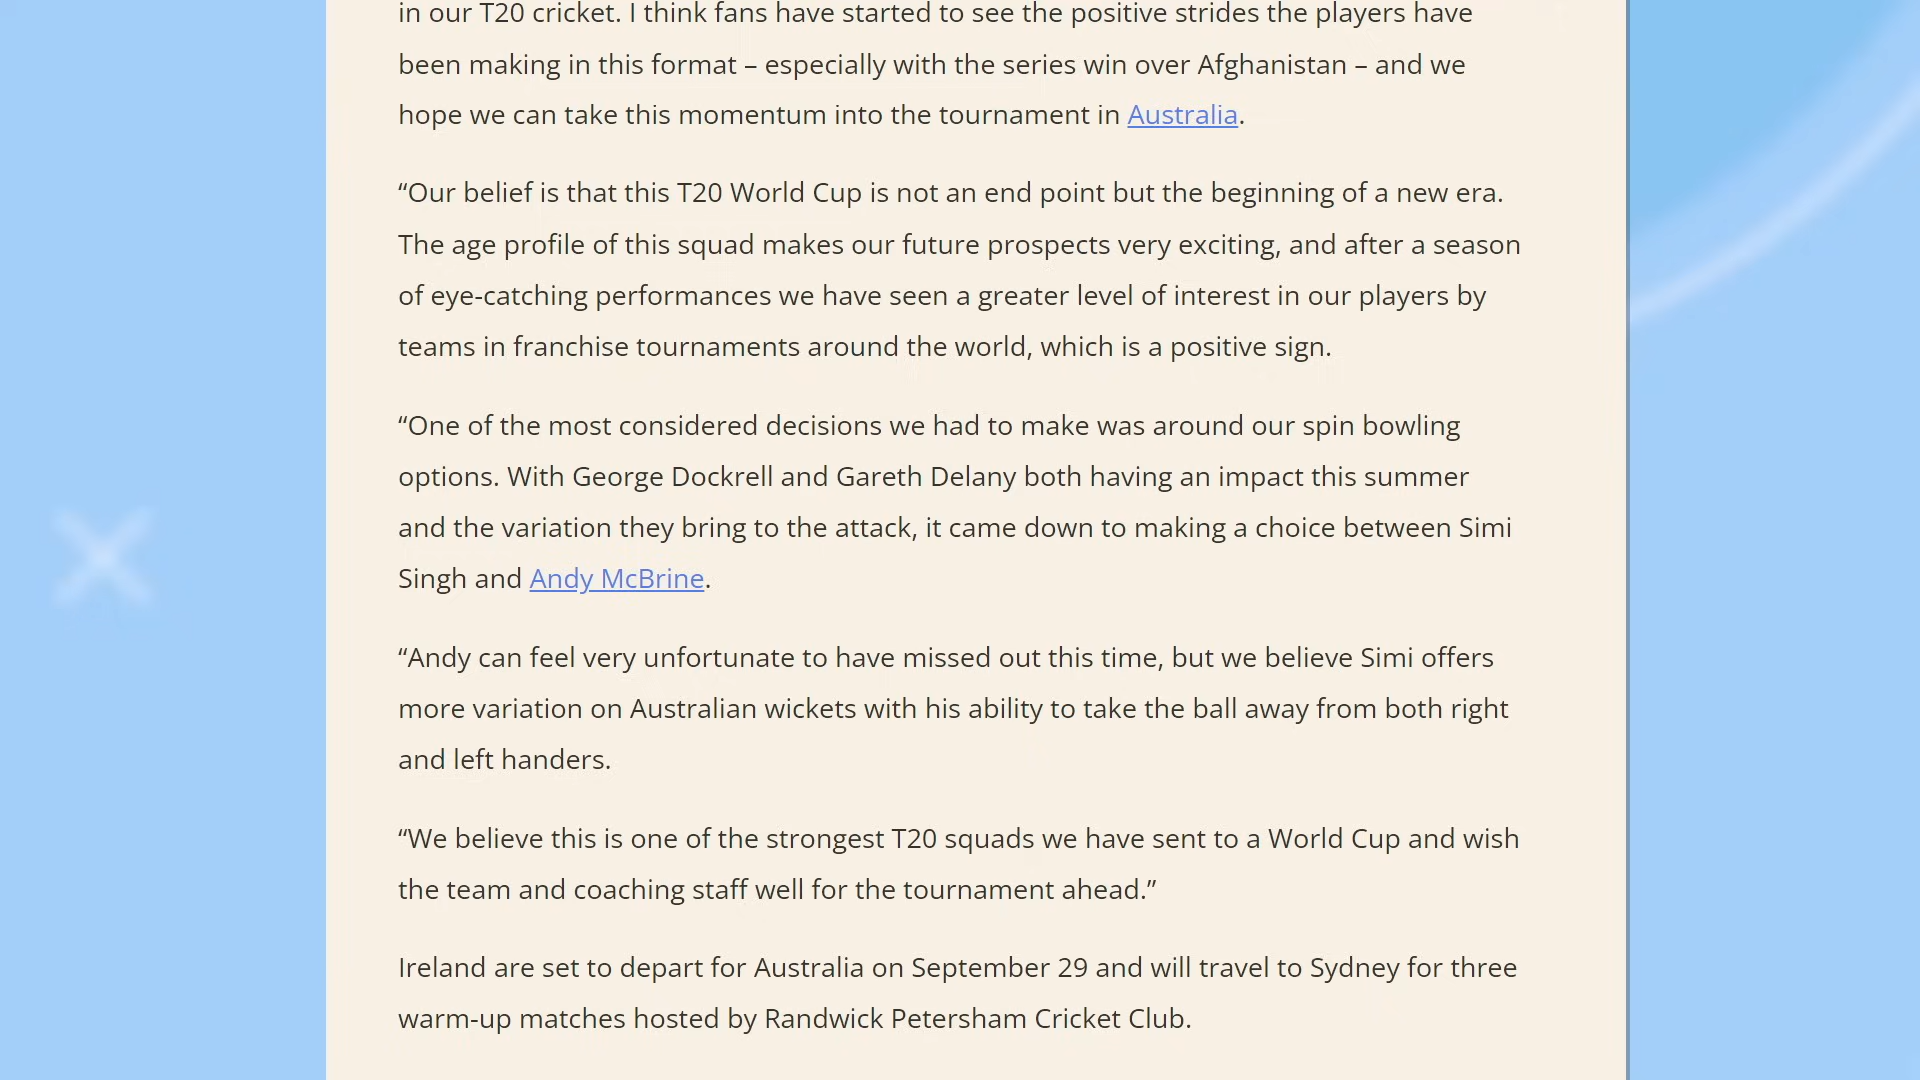 in our T20 cricket. I think fans have started to see the positive strides the players have
been making in this format – especially with the series win over Afghanistan – and we
hope we can take this momentum into the tournament in Australia.
“Our belief is that this T20 World Cup is not an end point but the beginning of a new era.
The age profile of this squad makes our future prospects very exciting, and after a season
of eye-catching performances we have seen a greater level of interest in our players by
teams in franchise tournaments around the world, which is a positive sign.
“One of the most considered decisions we had to make was around our spin bowling
options. With George Dockrell and Gareth Delany both having an impact this summer
and the variation they bring to the attack, it came down to making a choice between Simi
Singh and Andy McBrine.
“Andy can feel very unfortunate to have missed out this time, but we believe Simi offers
more variation on Australian wickets with his ability to take the ball away from both right
and left handers.
“We believe this is one of the strongest T20 squads we have sent to a World Cup and wish
the team and coaching staff well for the tournament ahead.”
Ireland are set to depart for Australia on September 29 and will travel to Sydney for three
warm-up matches hosted by Randwick Petersham Cricket Club.